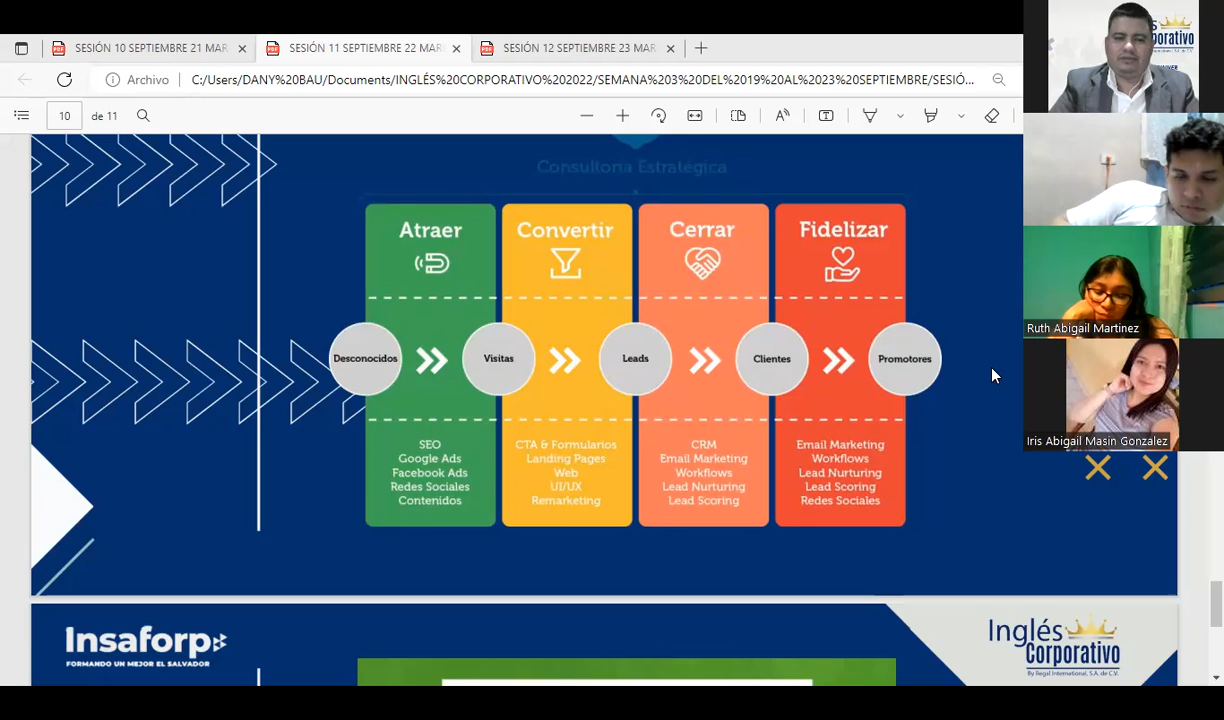 SESIÓN 10 SEPTIEMBRE 21 MAR
SESIÓN 11 SEPTIEMBRE 22 MAR
SESIÓN 12 SEPTIEMBRE 23 MAR
Archivo
C:/Users/DANY%20BAU/Documents/INGLÉS%20CORPORATIVO%202022/SEMANA%203%20DEL%2019%20AL%2023%20SEPTIEMBRE/SESIÓ...
10
de 11
Consultoría Estratégica
Atraer
Convertir
Cerrar
Fidelizar
Desconocidos
Visitas
Leads
Clientes
Promotores
SEO
Google Ads
Facebook Ads
Redes Sociales
Contenidos
CTA & Formularios
Landing Pages
Web
UI/UX
Remarketing
CRM
Email Marketing
Workflows
Lead Nurturing
Lead Scoring
Email Marketing
Workflows
Lead Nurturing
Lead Scoring
Redes Sociales
Insaforp
FORMANDO UN MEJOR EL SALVADOR
Inglés
Corporativo
By Regal International, S.A. de C.V.
Ruth Abigail Martinez
Iris Abigail Masin Gonzalez